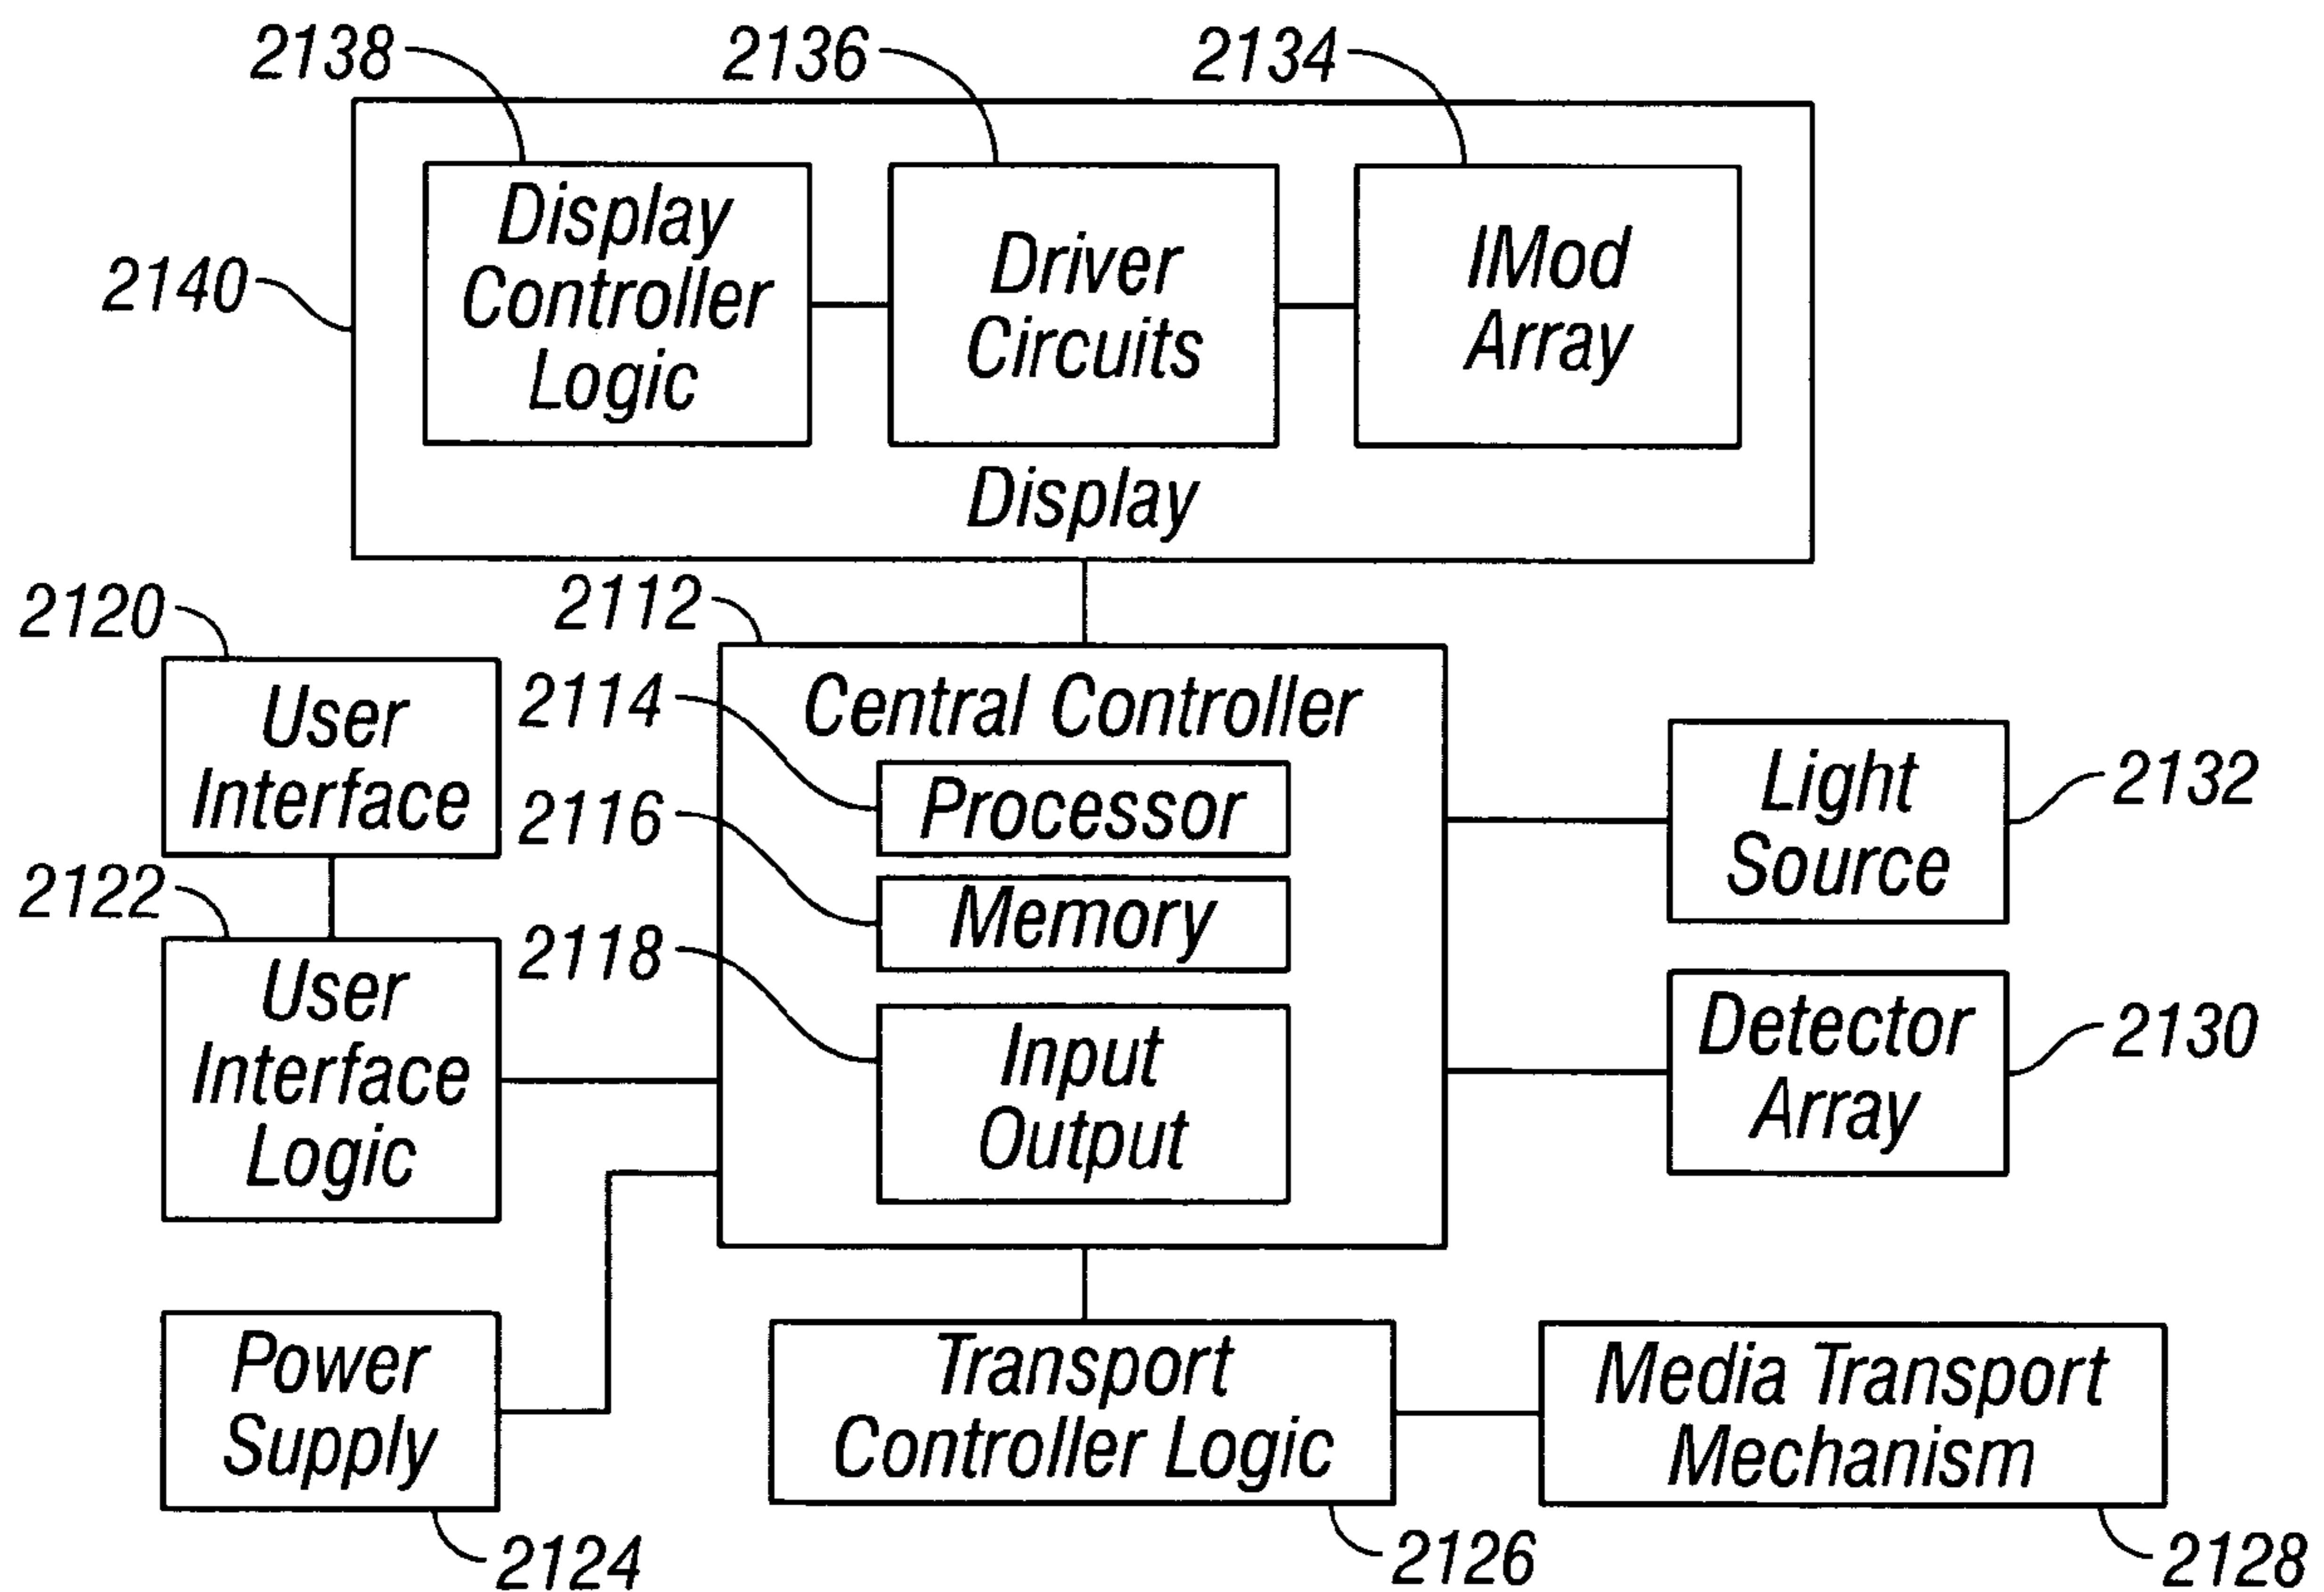 2138
2136
2134
2140
Display
Controller
Logic
Driver
Circuits
IMod
Array
Display
2120
2112
User
Interface
2114
Central Controller
2116
Processor
Memory
2118
Input
Output
2122
User
Interface
Logic
Light
Source
2132
Detector
Array
2130
Power
Supply
2124
Transport
Controller Logic
2126
Media Transport
Mechanism
2128